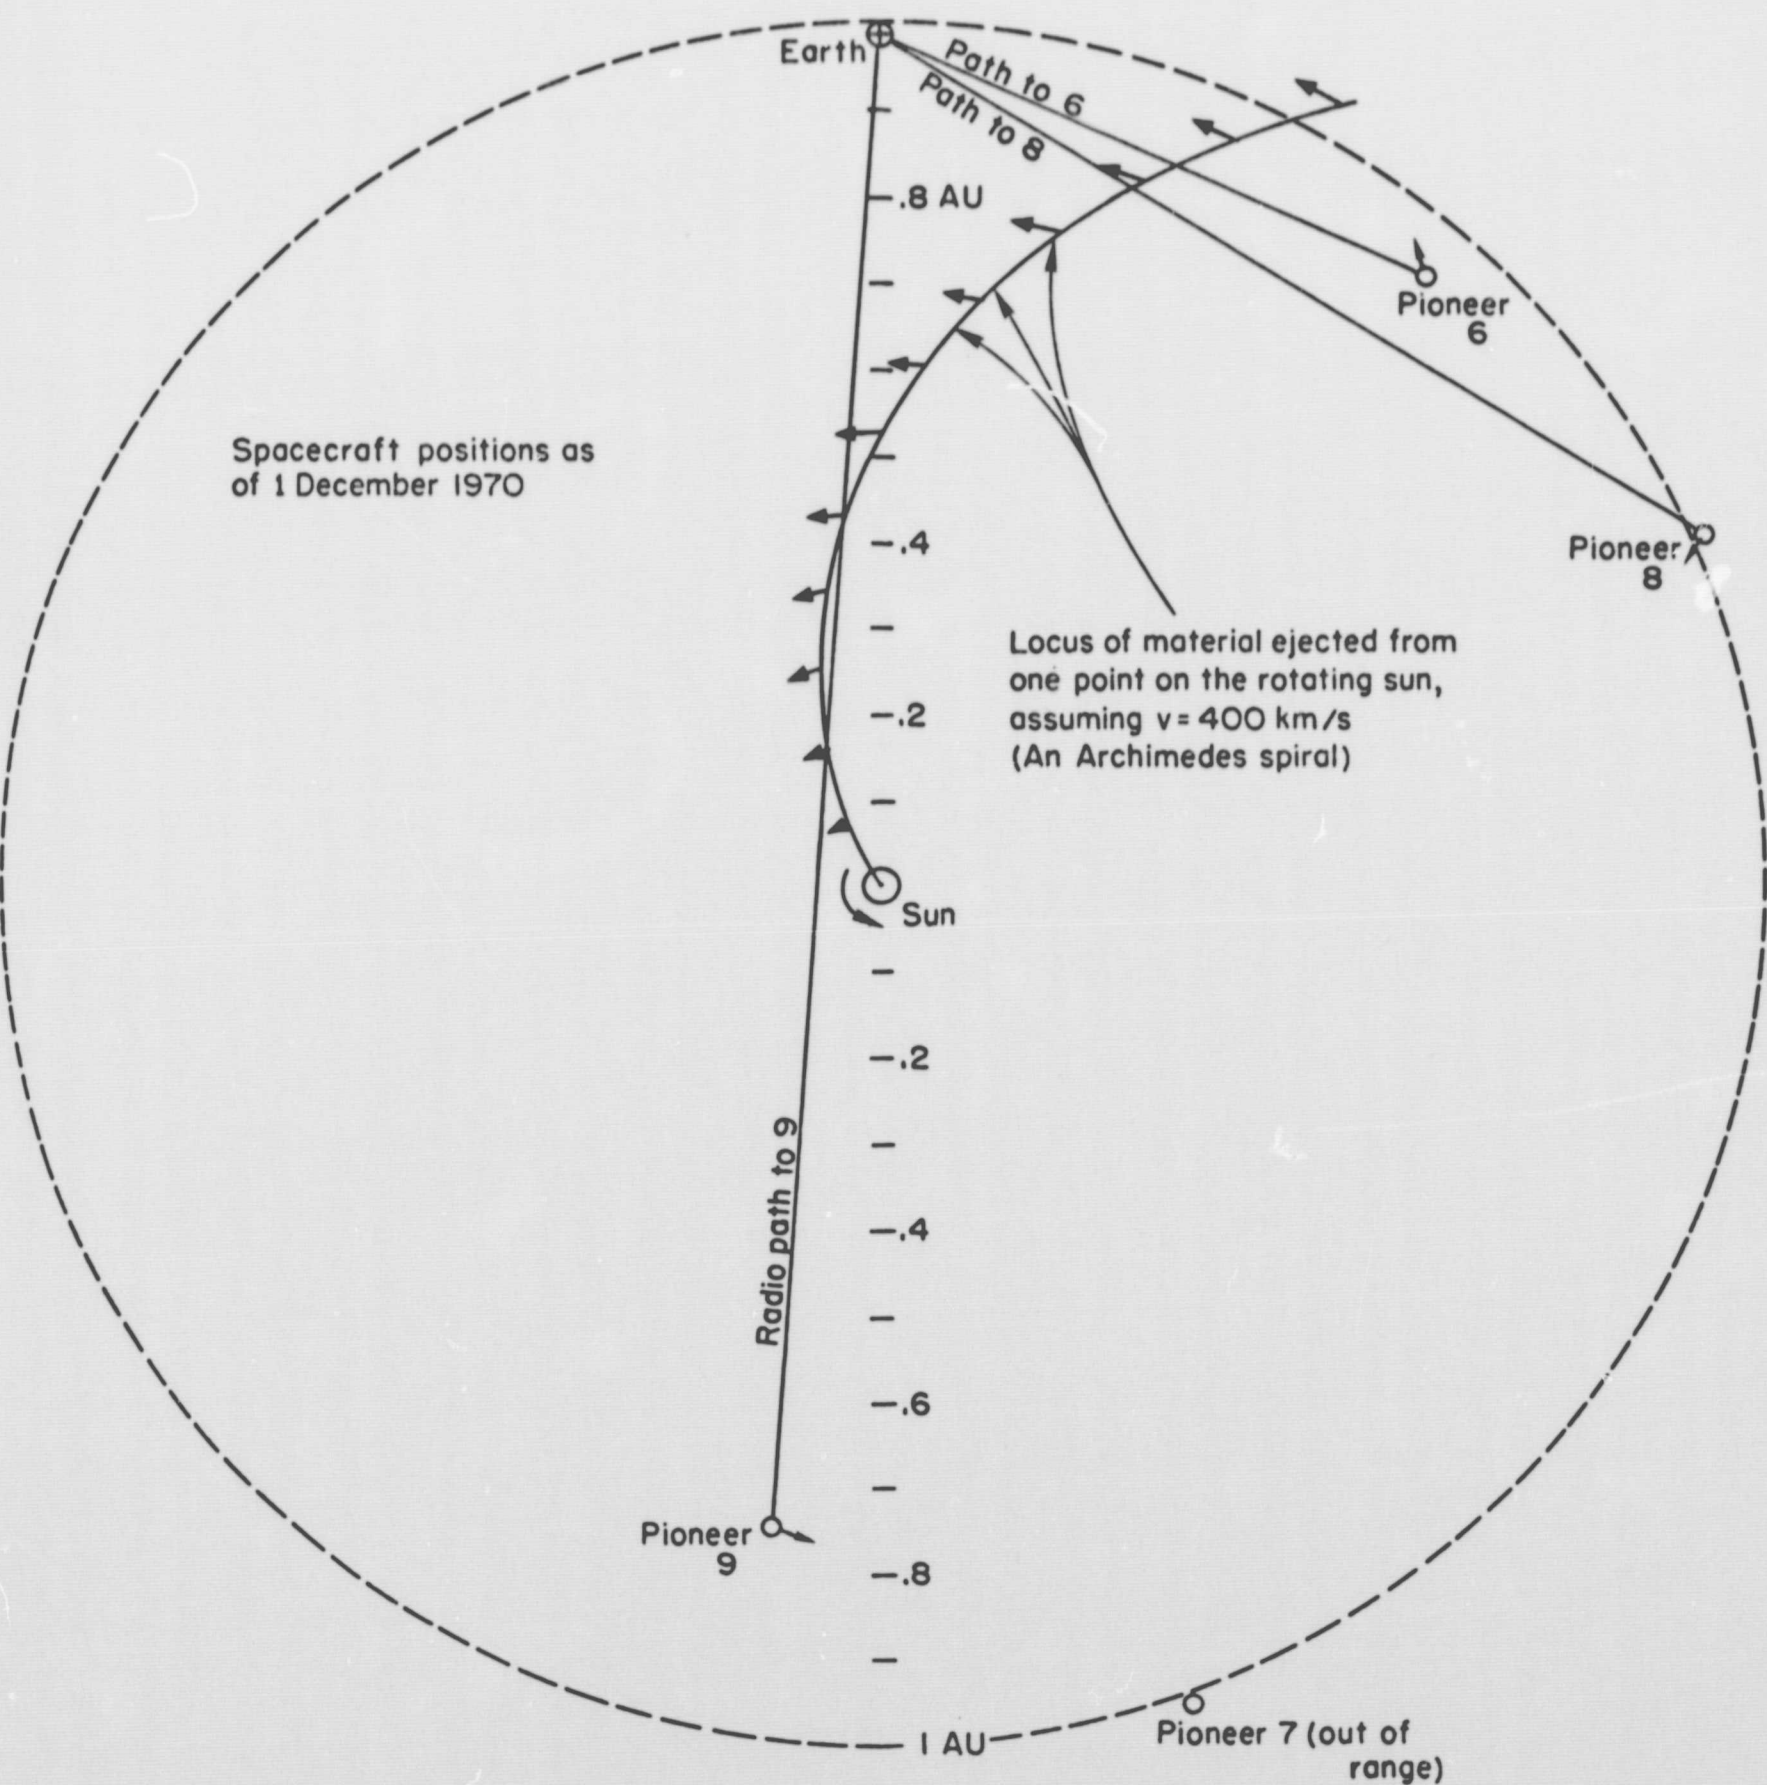 Earth
Path to 6
Path to 8
.8 AU
Pioneer
6
Spacecraft positions as
of 1 December 1970
.4
Pioneer
8
Locus of material ejected from
one point on the rotating sun,
assuming v = 400 km/s
(An Archimedes spiral)
.2
Sun
.2
Radio path to 9
.4
.6
Pioneer
9
.8
1 AU
Pioneer 7 (out of
range)